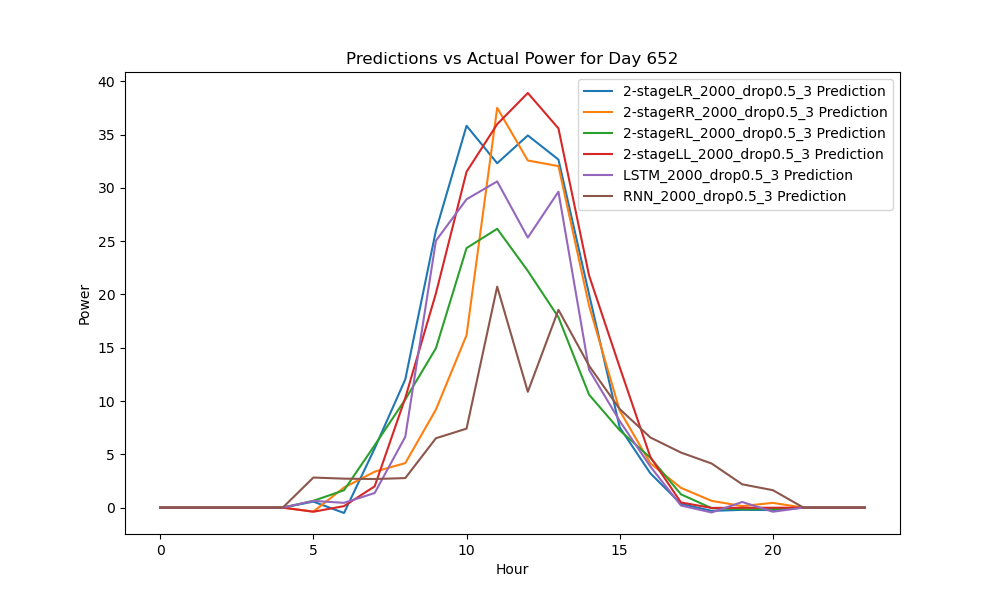 Predictions vs Actual Power for Day 652
2-stageLR_2000_drop0.5_3 Prediction
2-stageRR_2000_drop0.5_3 Prediction
2-stageRL_2000_drop0.5_3 Prediction
2-stageLL_2000_drop0.5_3 Prediction
LSTM_2000_drop0.5_3 Prediction
RNN_2000_drop0.5_3 Prediction
Power
40
35
30
25
20
15
10
5
0
0 5 10 15 20
Hour